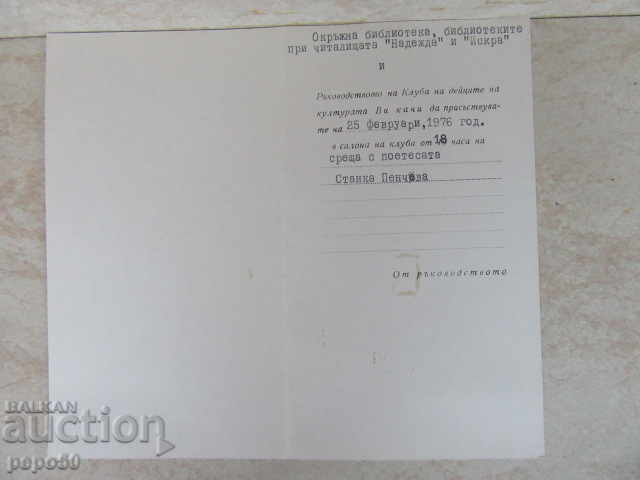 Окръжна библиотека, библиотеките
при читалищата "Надежда" и "Искра"
и
Ръководството на Клуба на дейците на
културата Ви кани да присъствува-
те на 25 февруари,1976 год.
в салона на клуба от 18 часа на
среща с поетесата
Станка Пенчева
От ръководството
BALKAN
auction
papo50